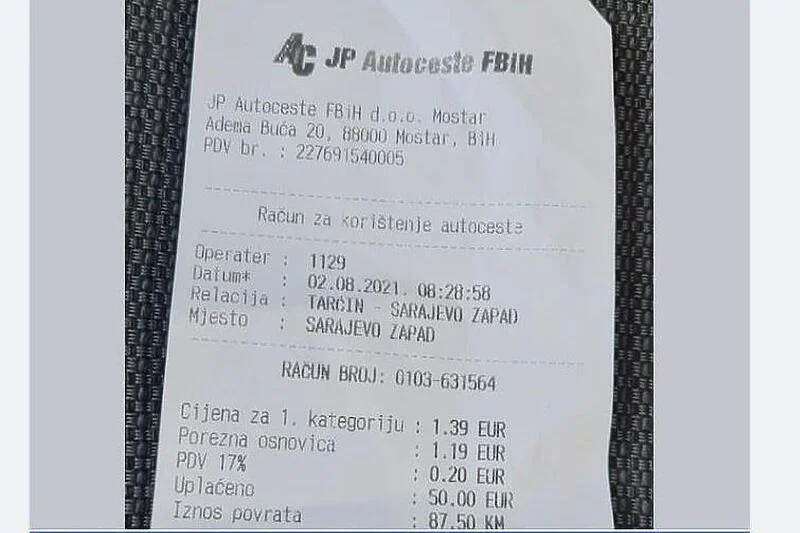 AC JP Autoceste FBiH
JP Autoceste FBiH d.o.o. Mostar
Adema Buća 20, 88000 Mostar, BiH
PDV br. : 227691540005
Račun za korištenje autoceste
Operater : 1129
Datum* : 02.08.2021. 08:28:58
Relacija : TARČIN - SARAJEVO ZAPAD
Mjesto : SARAJEVO ZAPAD
RAČUN BROJ: 0103-631564
Cijena za 1. kategoriju : 1.39 EUR
Porezna osnovica : 1.19 EUR
PDV 17% : 0.20 EUR
Uplaćeno : 50.00 EUR
Iznos povrata : 87.50 KM